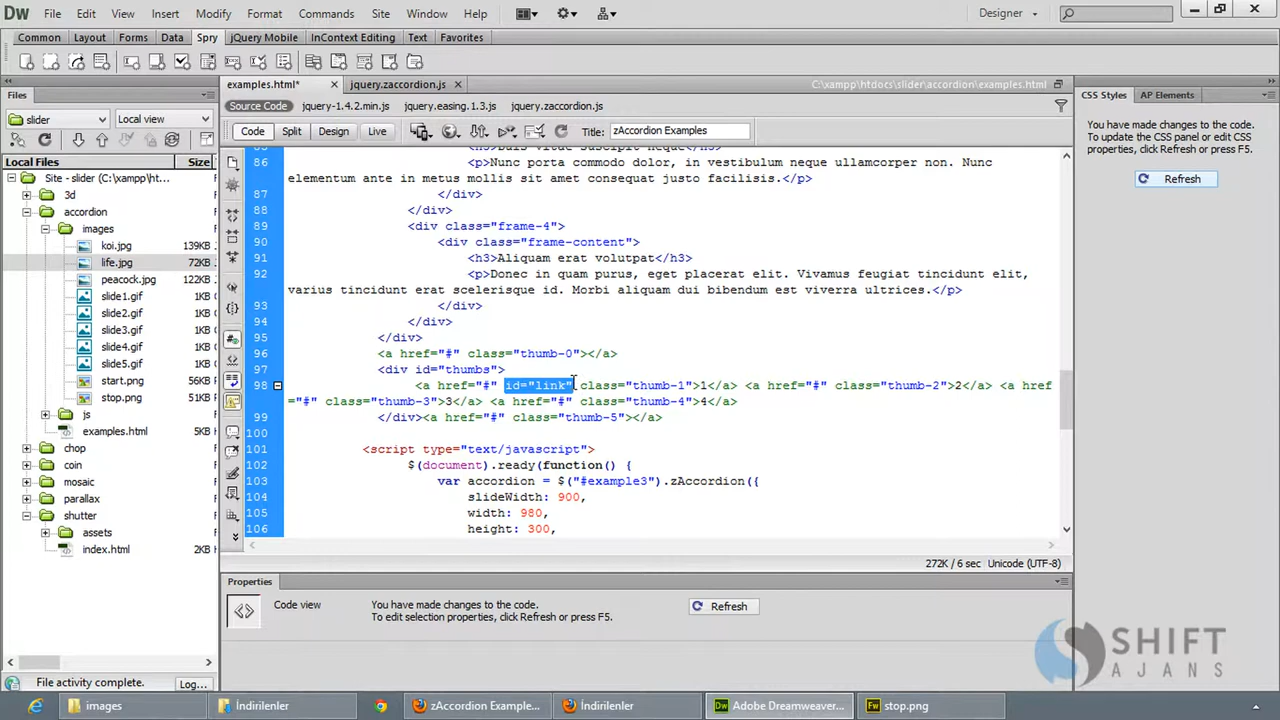 Dw File Edit View Insert Modify Format Commands Site Window Help Designer
Common Layout Forms Data Spry jQuery Mobile InContext Editing Text Favorites
Files
slider Local view
Local Files Size
Site - slider (C:\xampp\ht...
3d
accordion
images
koi.jpg 139KB
life.jpg 72KB
peacock.jpg 122KB
slide1.gif 1KB
slide2.gif 1KB
slide3.gif 1KB
slide4.gif 1KB
slide5.gif 1KB
start.png 1KB
stop.png 1KB
js
examples.html 5KB
chop
coin
mosaic
parallax
shutter
assets
index.html
File activity complete. Log...
examples.html* jquery.zaccordion.js C:\xampp\htdocs\slider\accordion\examples.html
Source Code jquery-1.4.2.min.js jquery.easing.1.3.js jquery.zaccordion.js
Code Split Design Live Title: zAccordion Examples
86 <p>Nunc porta commodo dolor, in vestibulum neque ullamcorper non. Nunc
elementum ante in metus mollis sit amet consequat justo facilisis.</p>
87 </div>
88 </div>
89 <div class="frame-4">
90 <div class="frame-content">
91 <h3>Aliquam erat volutpat</h3>
92 <p>Donec in quam purus, eget placerat elit. Vivamus feugiat tincidunt elit,
varius tincidunt erat scelerisque id. Morbi aliquam dui bibendum est viverra ultrices.</p>
93 </div>
94 </div>
95 </div>
96 <a href="#" class="thumb-0"></a>
97 <div id="thumbs">
98 <a href="#" id="link" class="thumb-1">1</a> <a href="#" class="thumb-2">2</a> <a href
="#" class="thumb-3">3</a> <a href="#" class="thumb-4">4</a>
99 </div><a href="#" class="thumb-5"></a>
100
101 <script type="text/javascript">
102 $(document).ready(function() {
103 var accordion = $("#example3").zAccordion({
104 slideWidth: 900,
105 width: 980,
106 height: 300,
272K / 6 sec Unicode (UTF-8)
Properties
Code view
You have made changes to the code.
To edit selection properties, click Refresh or press F5.
Refresh
CSS Styles AP Elements
You have made changes to the code.
To update the CSS panel or edit CSS
properties, click Refresh or press F5.
Refresh
SHIFT
AJANS
images İndirilenler zAccordion Example... İndirilenler Adobe Dreamweaver... stop.png